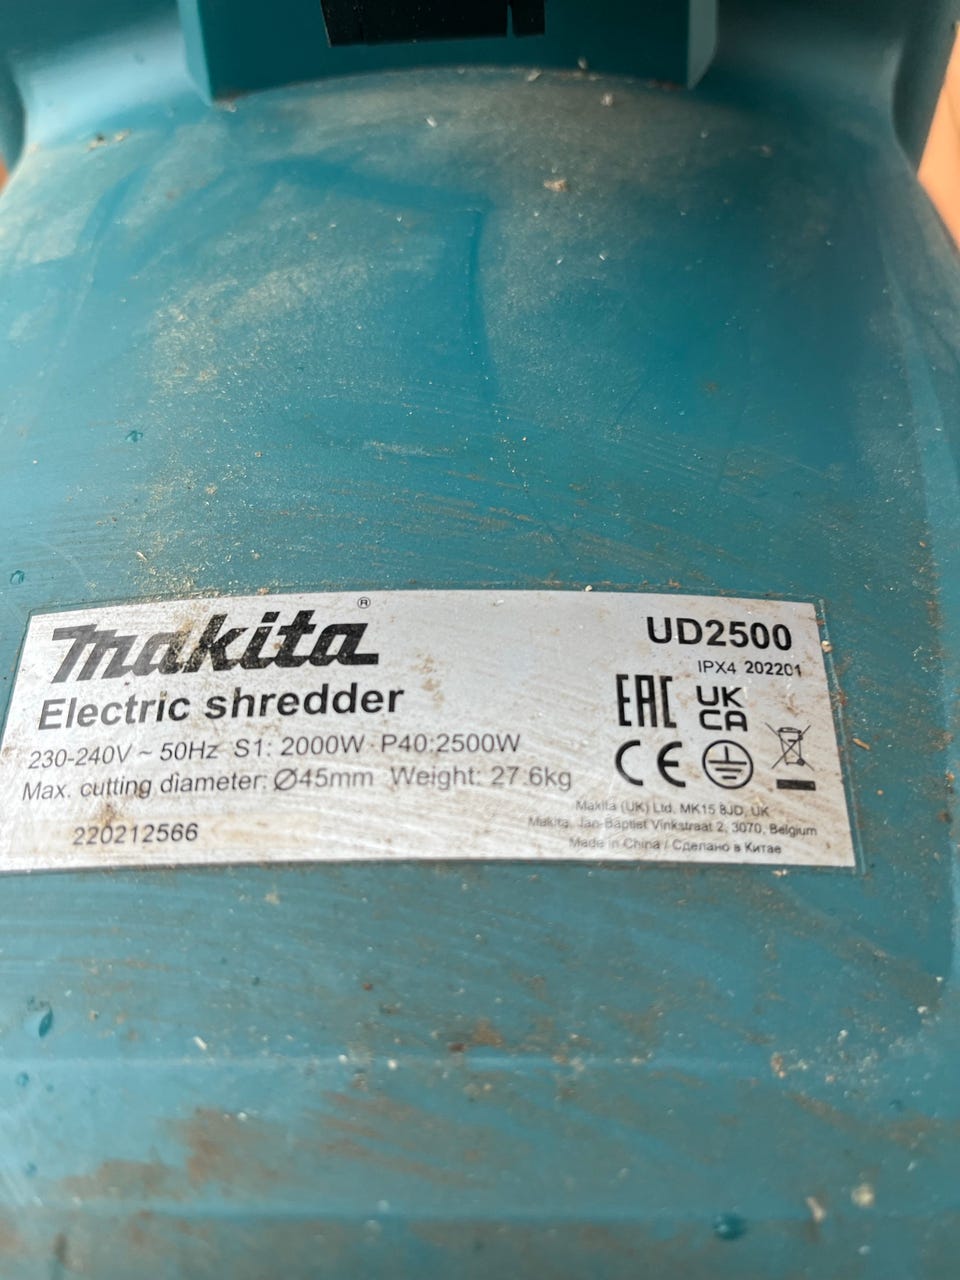 makita®
UD2500
Electric shredder
IPX4 202201
230-240V ~ 50Hz S1: 2000W · P40:2500W
Max. cutting diameter: Ø45mm Weight: 27.6kg
220212566
EAC
UK
CA
CE
Makita (UK) Ltd. MK15 8JD, UK
Makita, Jan-Baptist Vinkstraat 2, 3070, Belgium
Made in China / Сделано в Китае